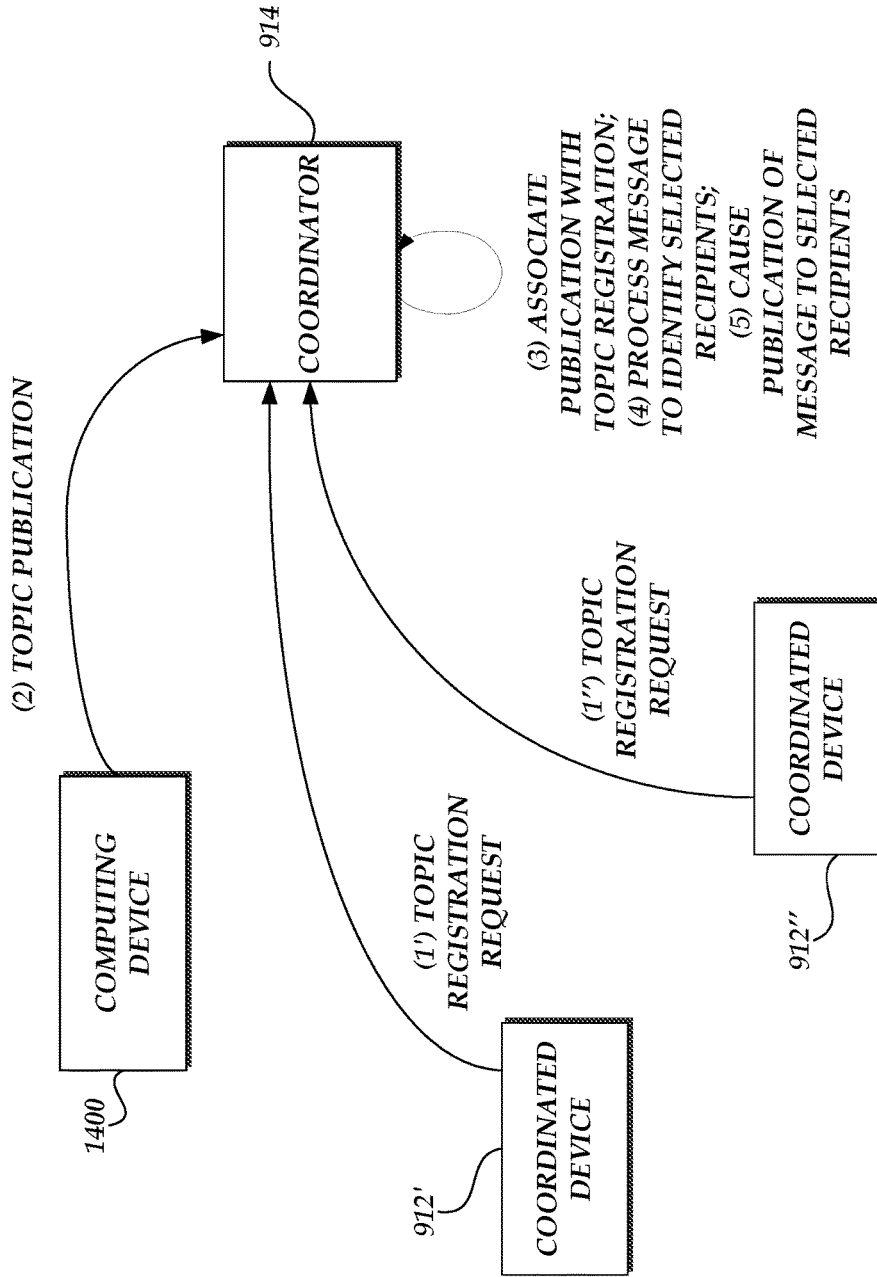 (2) TOPIC PUBLICATION
1400
COMPUTING
DEVICE
COORDINATOR
914
912'
COORDINATED
DEVICE
(1') TOPIC
REGISTRATION
REQUEST
912''
COORDINATED
DEVICE
(1'') TOPIC
REGISTRATION
REQUEST
(3) ASSOCIATE
PUBLICATION WITH
TOPIC REGISTRATION;
(4) PROCESS MESSAGE
TO IDENTIFY SELECTED
RECIPIENTS;
(5) CAUSE
PUBLICATION OF
MESSAGE TO SELECTED
RECIPIENTS